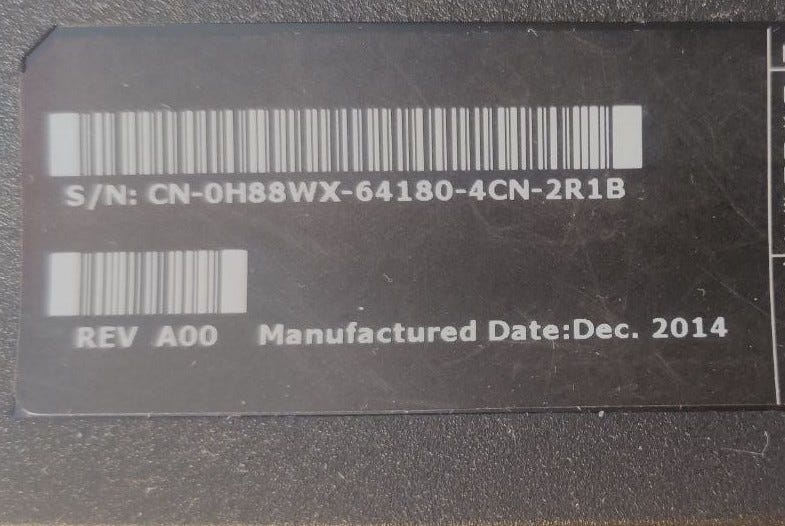 S/N: CN-0H88WX-64180-4CN-2R1B
REV A00 Manufactured Date:Dec. 2014